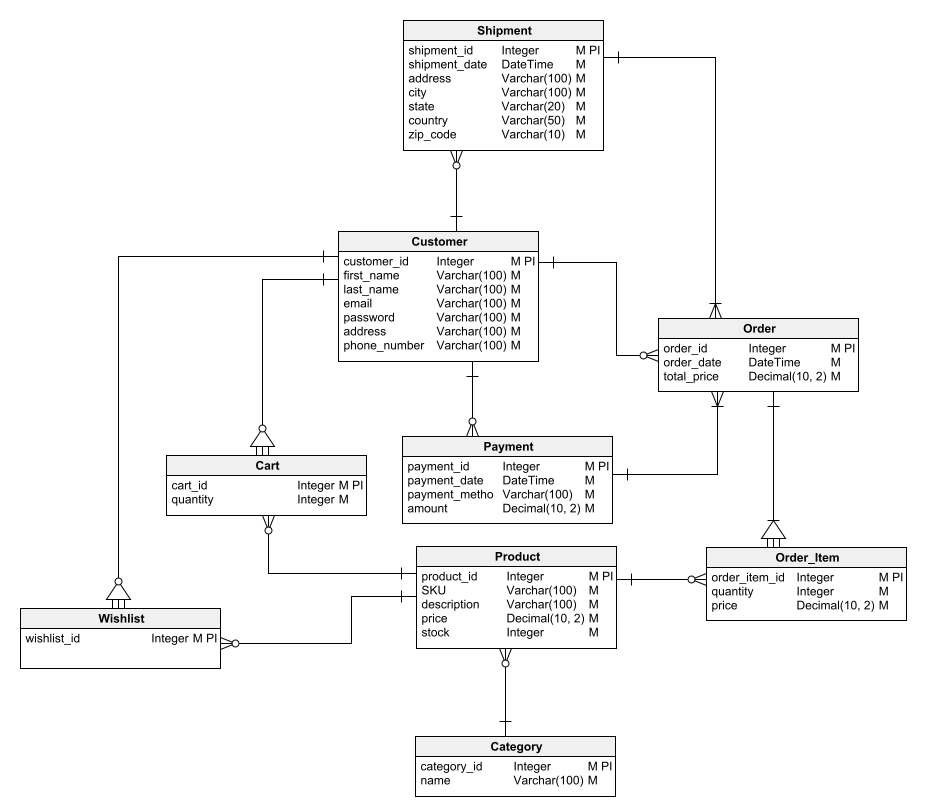 Shipment
shipment_id Integer M PI
shipment_date DateTime M
address Varchar(100) M
city Varchar(100) M
state Varchar(20) M
country Varchar(50) M
zip_code Varchar(10) M
Customer
customer_id Integer M PI
first_name Varchar(100) M
last_name Varchar(100) M
email Varchar(100) M
password Varchar(100) M
address Varchar(100) M
phone_number Varchar(100) M
Order
order_id Integer M PI
order_date DateTime M
total_price Decimal(10, 2) M
Payment
payment_id Integer M PI
payment_date DateTime M
payment_metho Varchar(100) M
amount Decimal(10, 2) M
Cart
cart_id Integer M PI
quantity Integer M
Product
product_id Integer M PI
SKU Varchar(100) M
description Varchar(100) M
price Decimal(10, 2) M
stock Integer M
Order_Item
order_item_id Integer M PI
quantity Integer M
price Decimal(10, 2) M
Wishlist
wishlist_id Integer M PI
Category
category_id Integer M PI
name Varchar(100) M